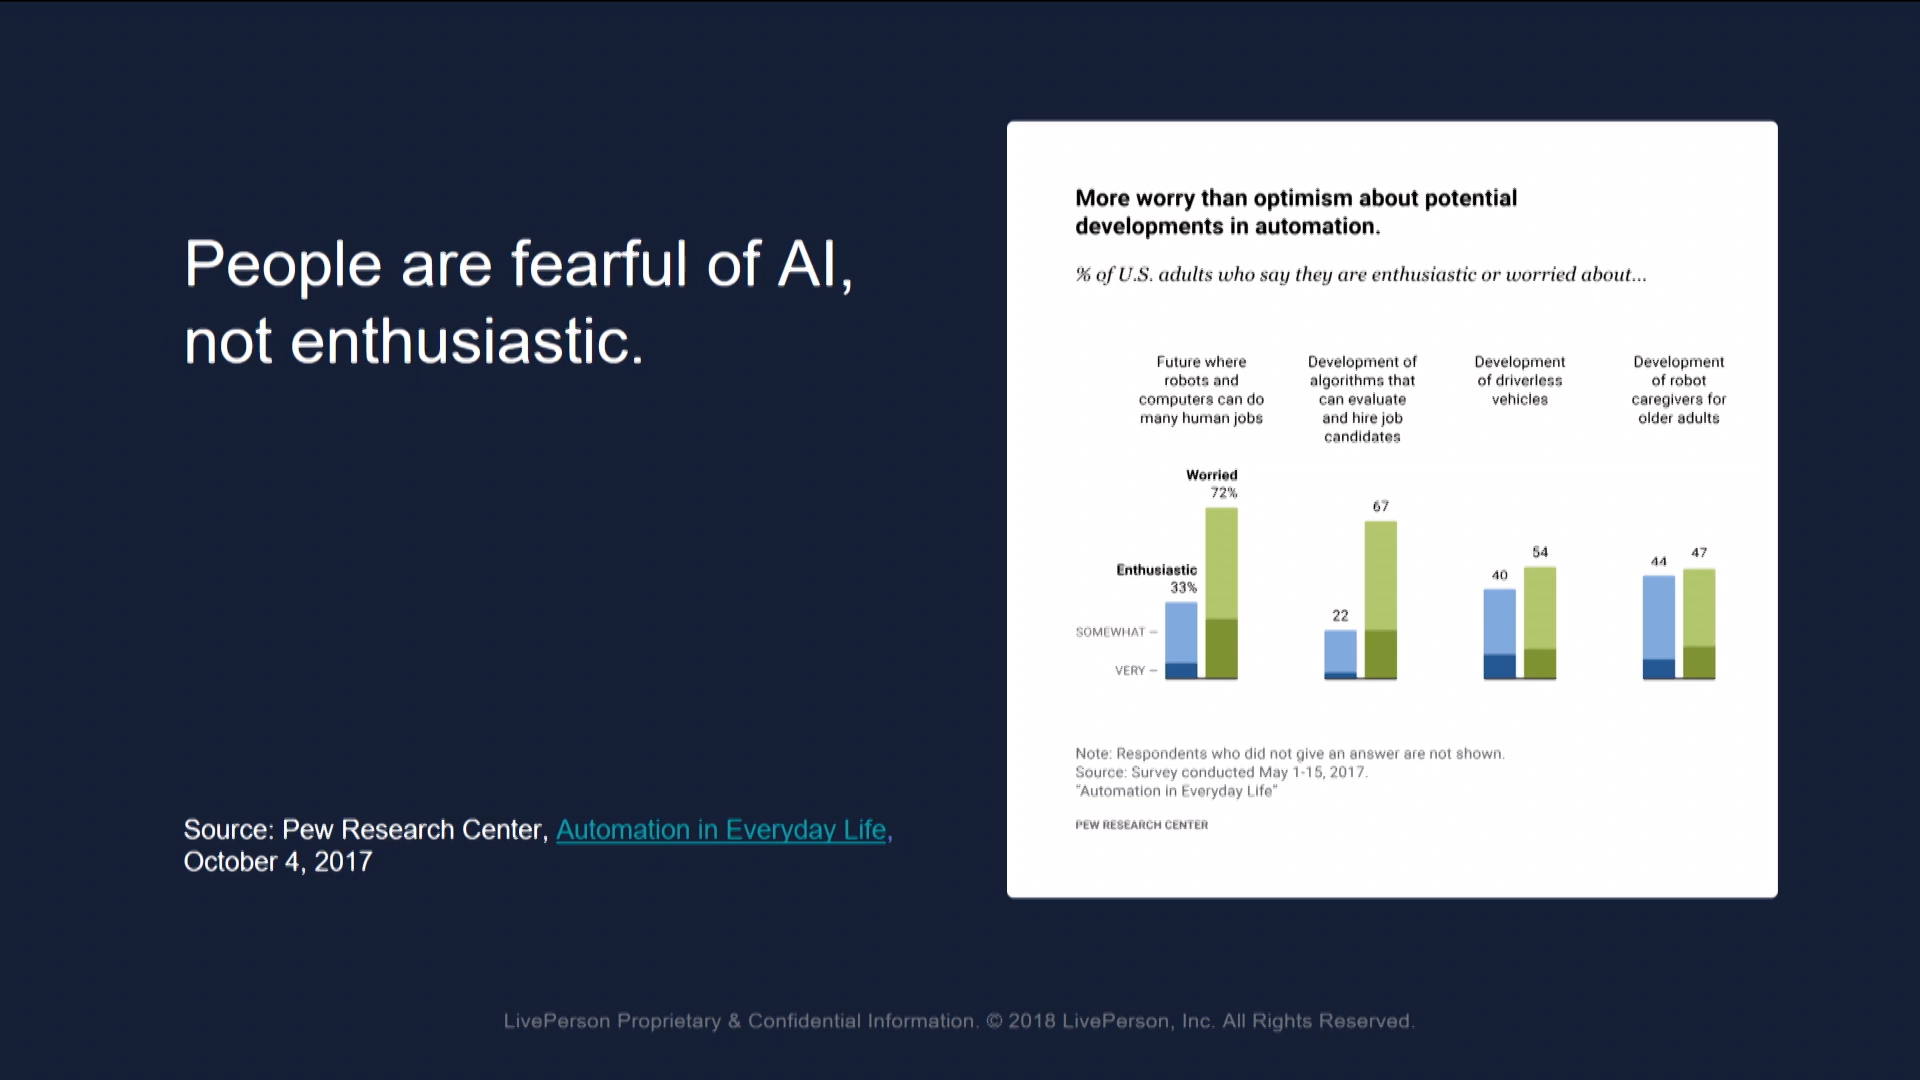 People are fearful of AI,
not enthusiastic.
Source: Pew Research Center, Automation in Everyday Life,
October 4, 2017
More worry than optimism about potential
developments in automation.
% of U.S. adults who say they are enthusiastic or worried about...
Future where
robots and
computers can do
many human jobs
Development of
algorithms that
can evaluate
and hire job
candidates
Development
of driverless
vehicles
Development
of robot
caregivers for
older adults
Worried
72%
Enthusiastic
33%
SOMEWHAT
VERY
22
67
40
54
44
47
Note: Respondents who did not give an answer are not shown.
Source: Survey conducted May 1-15, 2017.
"Automation in Everyday Life"
PEW RESEARCH CENTER
LivePerson Proprietary & Confidential Information. © 2018 LivePerson, Inc. All Rights Reserved.